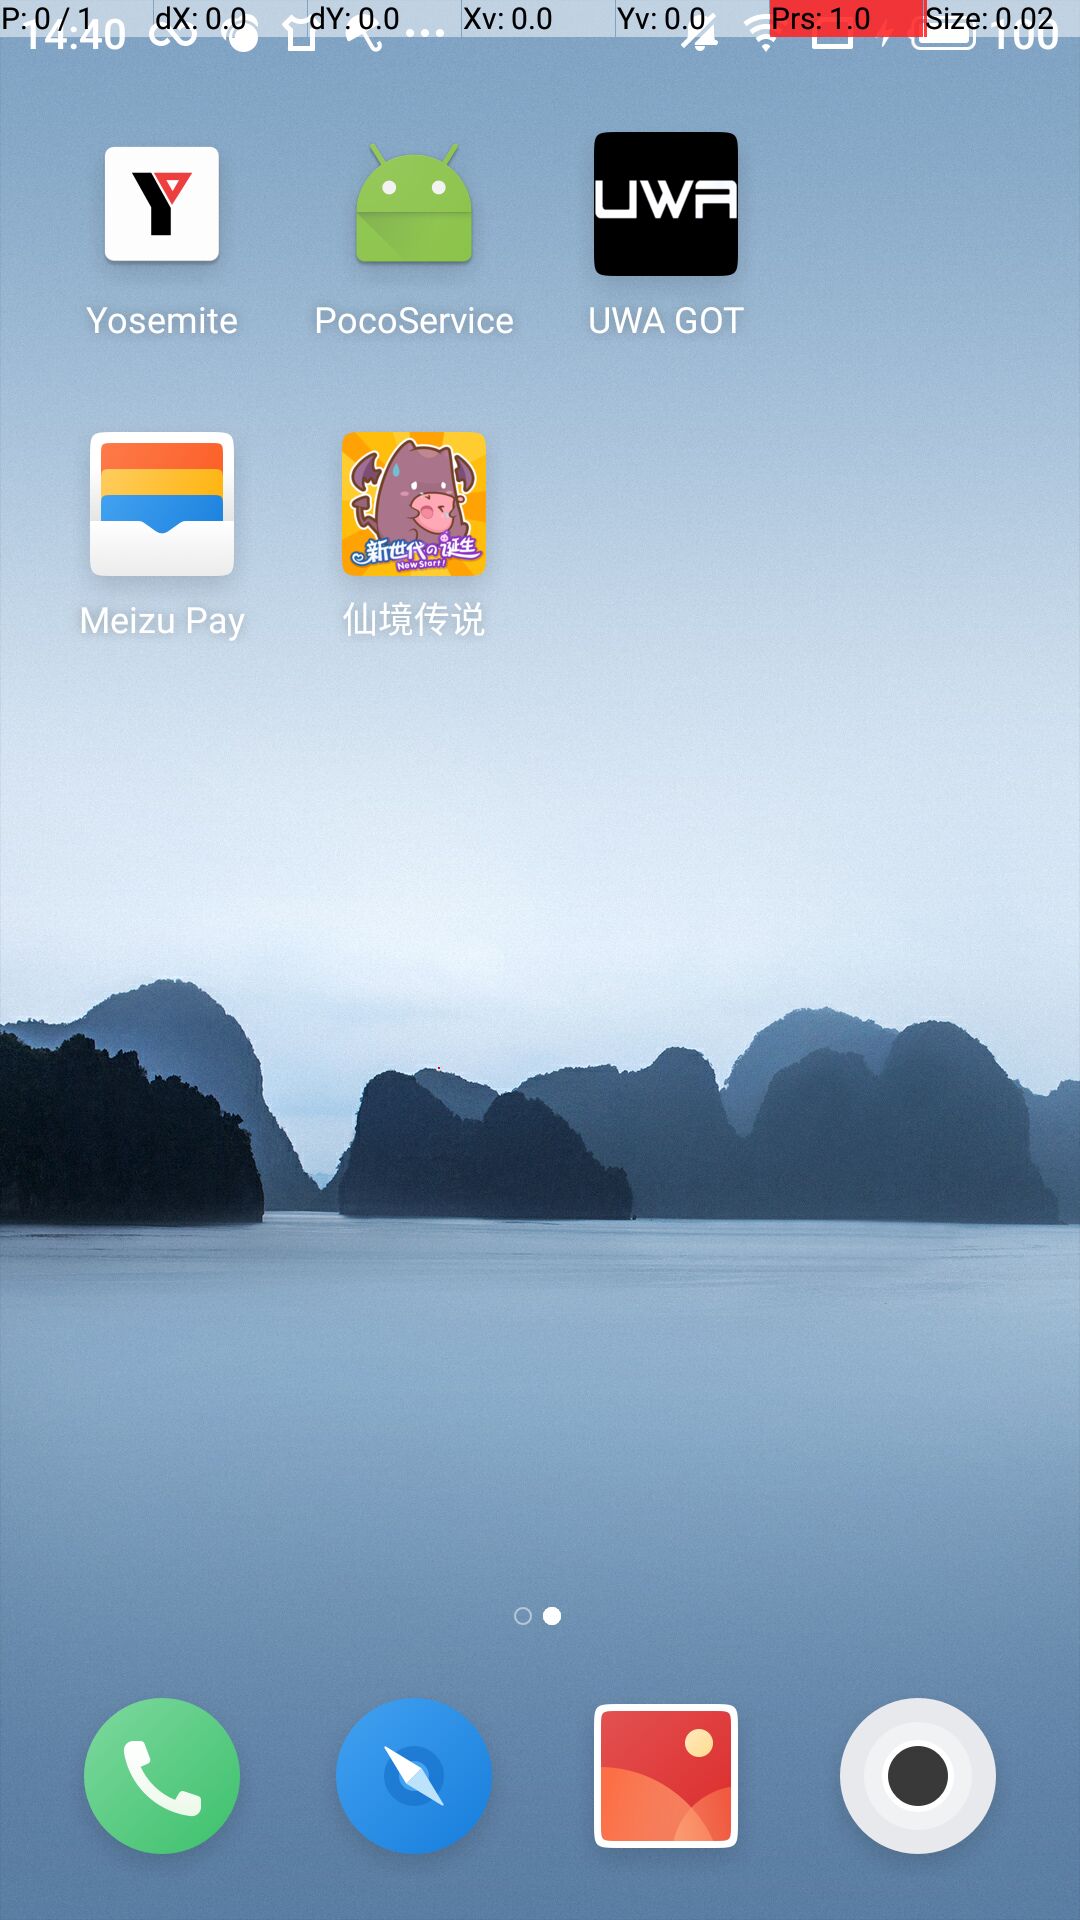 P: 0 / 1 dX: 0.0 dY: 0.0 Xv: 0.0 Yv: 0.0 Prs: 1.0 Size: 0.02
14:40 100
UWA
Yosemite PocoService UWA GOT
新世代の诞生
New Start!
Meizu Pay 仙境传说